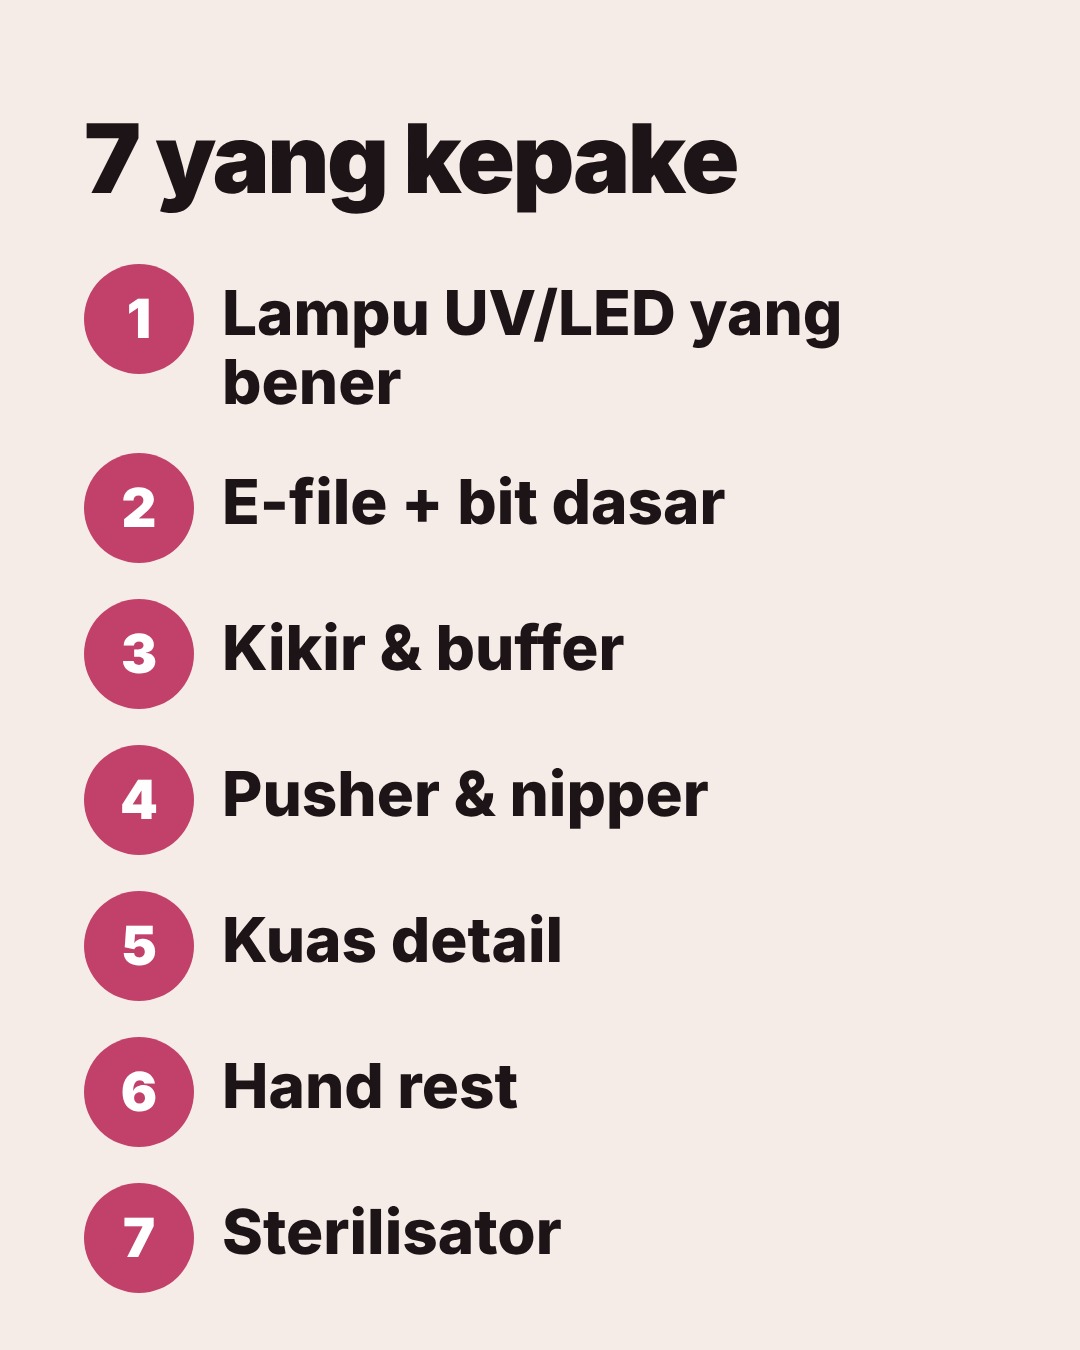 7 yang kepake
1 Lampu UV/LED yang
bener
2 E-file + bit dasar
3 Kikir & buffer
4 Pusher & nipper
5 Kuas detail
6 Hand rest
7 Sterilisator